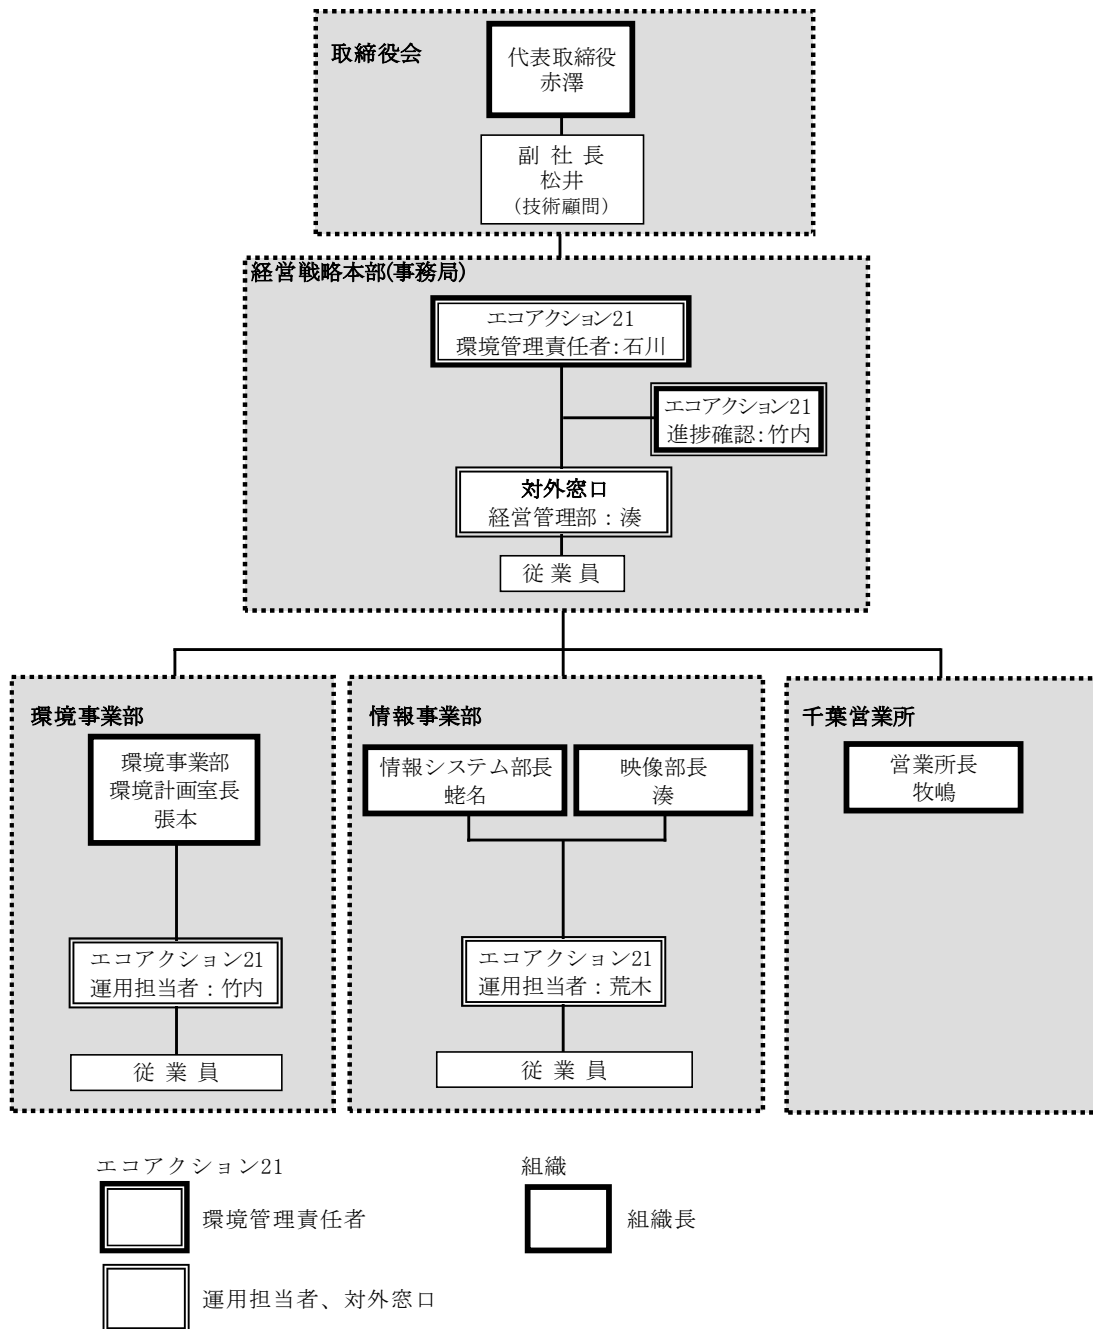 取締役会
代表取締役
赤澤
副 社 長
松井
（技術顧問）
経営戦略本部(事務局)
エコアクション21
環境管理責任者：石川
エコアクション21
進捗確認：竹内
対外窓口
経営管理部：湊
従 業 員
環境事業部
環境事業部
環境計画室長
張本
エコアクション21
運用担当者：竹内
従 業 員
情報事業部
情報システム部長
蛯名
映像部長
湊
エコアクション21
運用担当者：荒木
従 業 員
千葉営業所
営業所長
牧嶋
エコアクション21
環境管理責任者
運用担当者、対外窓口
組織
組織長